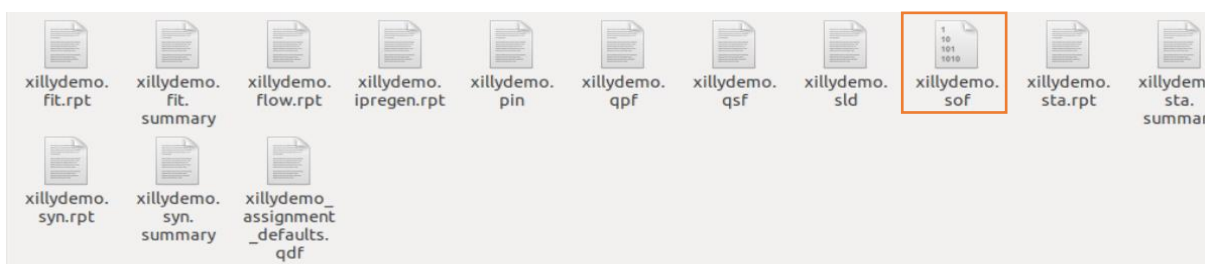 1
10
101
1010
xillydemo.
fit.rpt
xillydemo.
fit.
summary
xillydemo.
flow.rpt
xillydemo.
ipregen.rpt
xillydemo.
pin
xillydemo.
qpf
xillydemo.
qsf
xillydemo.
sld
xillydemo.
sof
xillydemo.
sta.rpt
xillydem
sta.
summar
xillydemo.
syn.rpt
xillydemo.
syn.
summary
xillydemo_
assignment
_defaults.
qdf